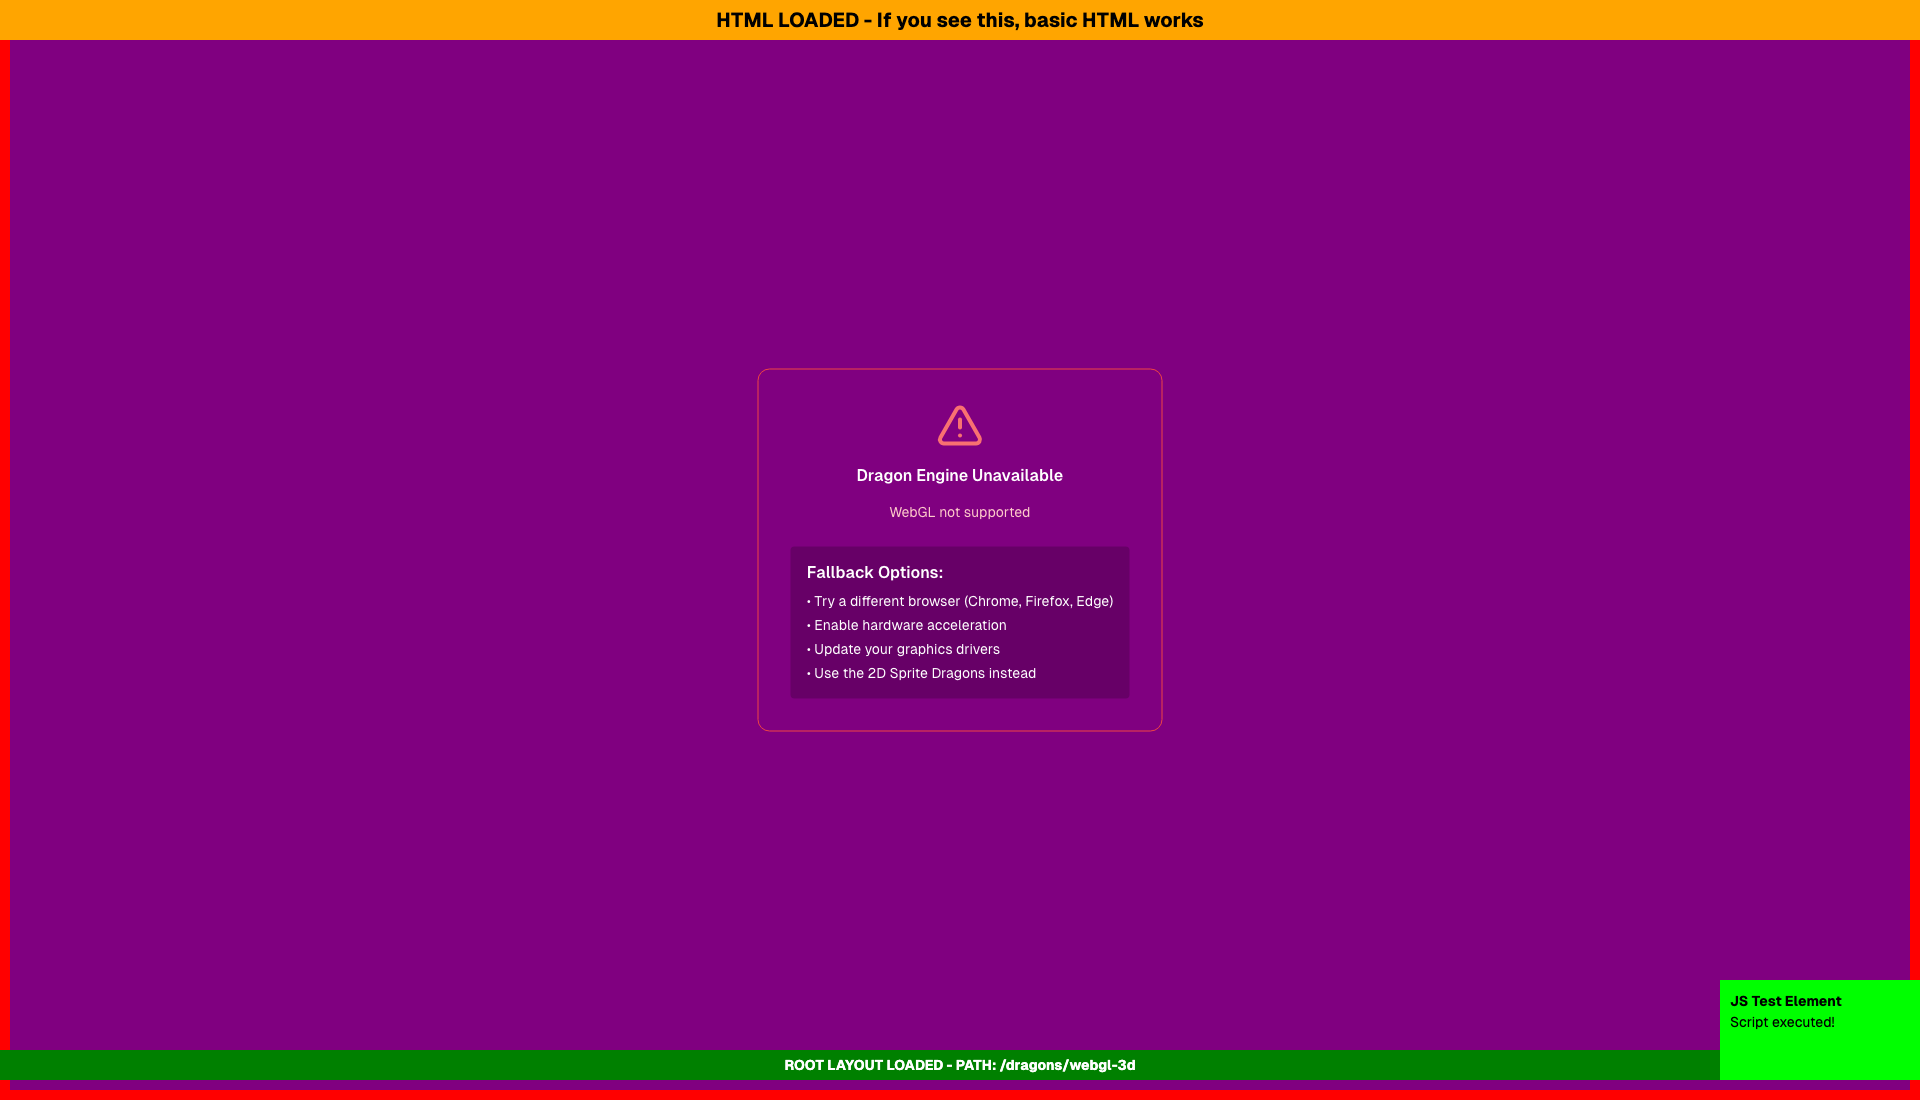 HTML LOADED - If you see this, basic HTML works
Dragon Engine Unavailable
WebGL not supported
Fallback Options:
• Try a different browser (Chrome, Firefox, Edge)
• Enable hardware acceleration
• Update your graphics drivers
• Use the 2D Sprite Dragons instead
JS Test Element
Script executed!
ROOT LAYOUT LOADED - PATH: /dragons/webgl-3d